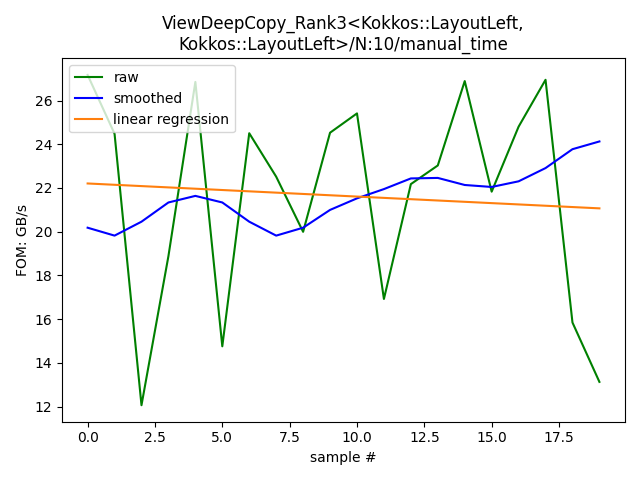 ViewDeepCopy_Rank3<Kokkos::LayoutLeft,
Kokkos::LayoutLeft>/N:10/manual_time
raw
smoothed
linear regression
FOM: GB/s
26
24
22
20
18
16
14
12
0.0 2.5 5.0 7.5 10.0 12.5 15.0 17.5
sample #